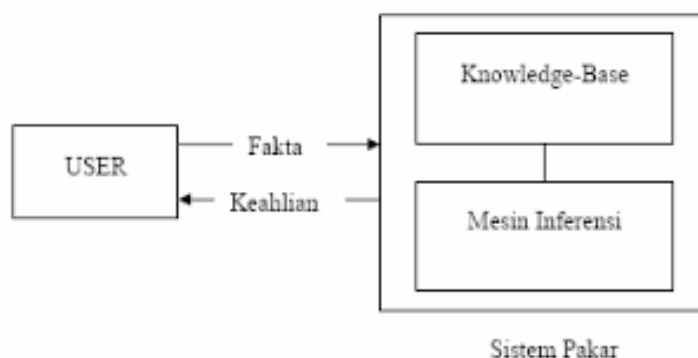 USER
Fakta
Keahlian
Knowledge-Base
Mesin Inferensi
Sistem Pakar